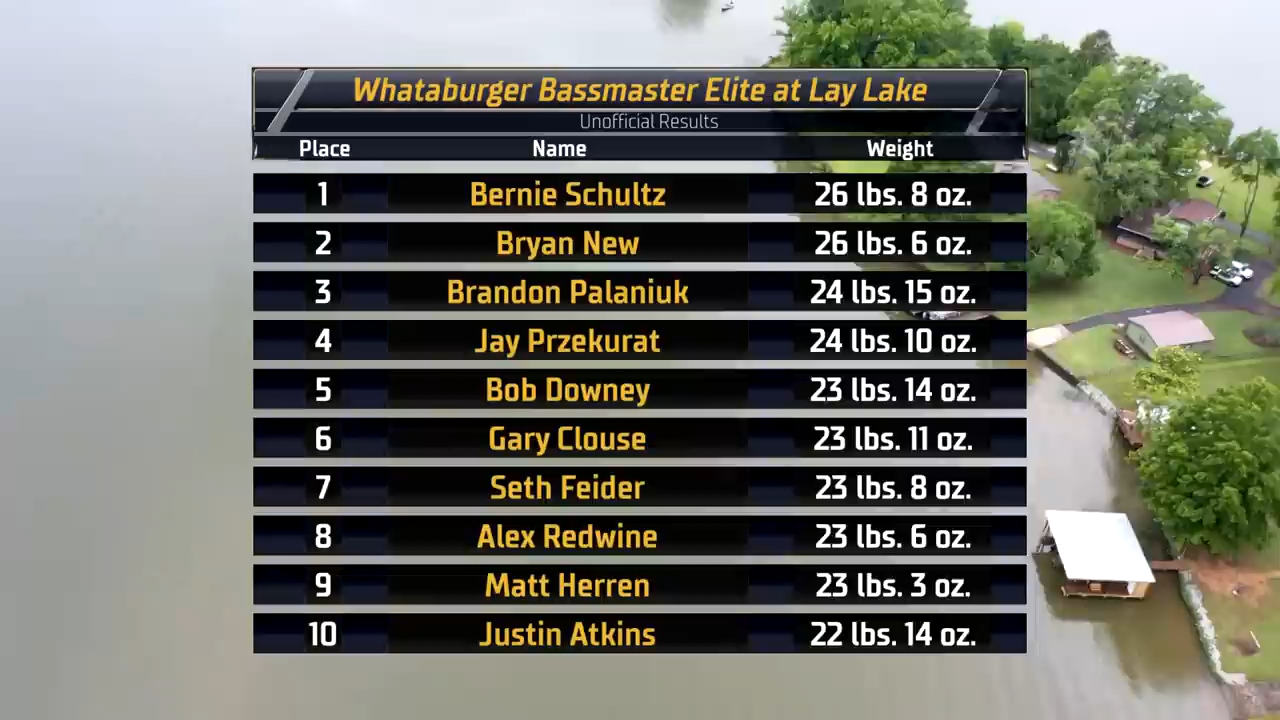 Whataburger Bassmaster Elite at Lay Lake
Unofficial Results
Place Name Weight
1 Bernie Schultz 26 lbs. 8 oz.
2 Bryan New 26 lbs. 6 oz.
3 Brandon Palaniuk 24 lbs. 15 oz.
4 Jay Przekurat 24 lbs. 10 oz.
5 Bob Downey 23 lbs. 14 oz.
6 Gary Clouse 23 lbs. 11 oz.
7 Seth Feider 23 lbs. 8 oz.
8 Alex Redwine 23 lbs. 6 oz.
9 Matt Herren 23 lbs. 3 oz.
10 Justin Atkins 22 lbs. 14 oz.